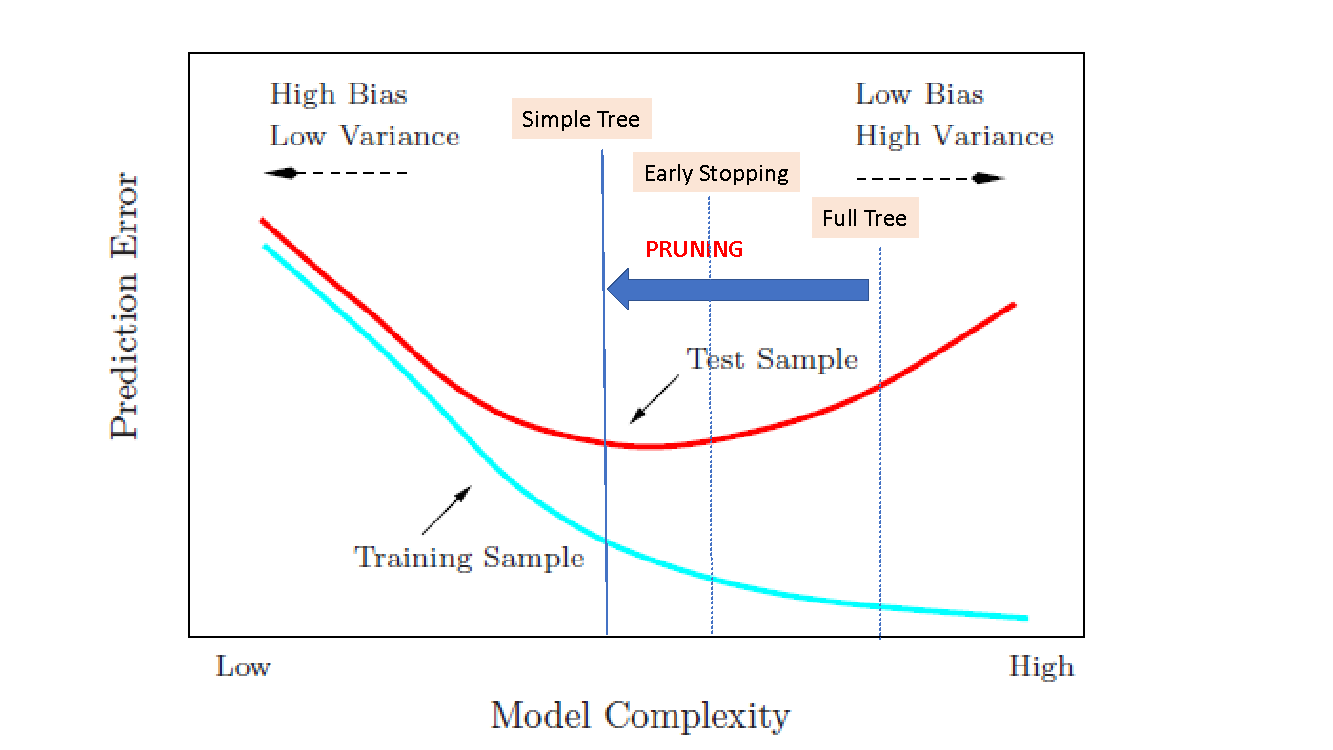 High Bias
Low Variance
Low Bias
High Variance
Simple Tree
Early Stopping
Full Tree
PRUNING
Prediction Error
Test Sample
Training Sample
Low
High
Model Complexity